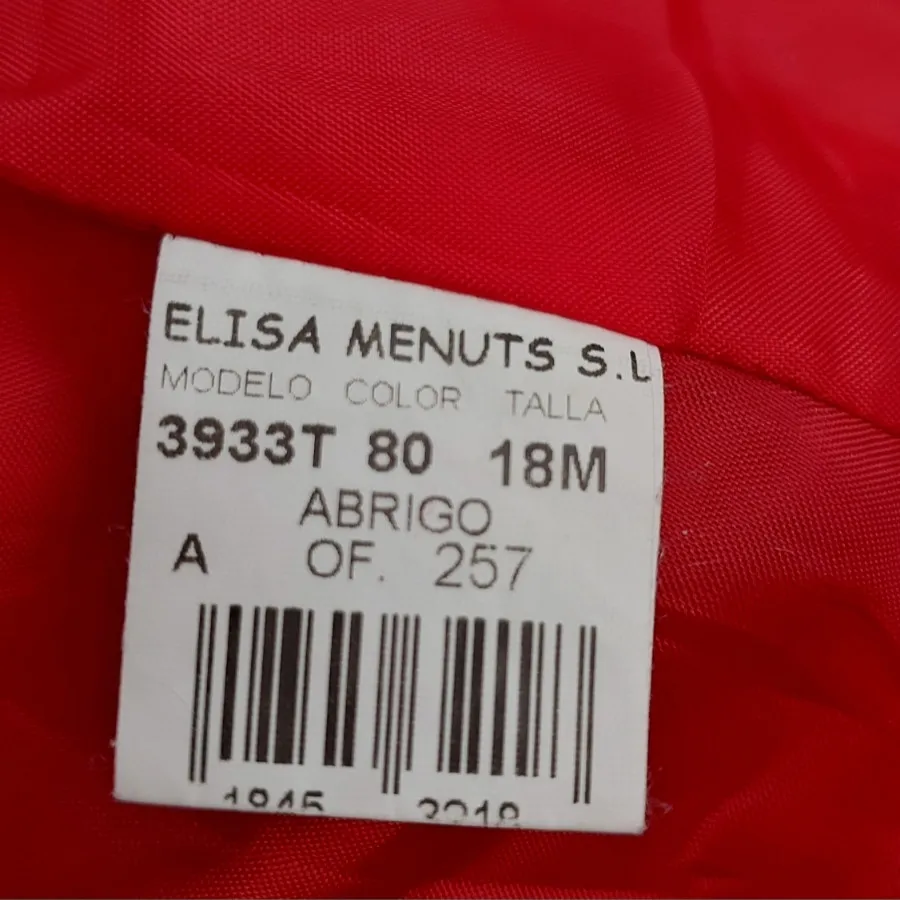 ELISA MENUTS S.L
MODELO COLOR TALLA
3933T 80 18M
ABRIGO
A OF. 257